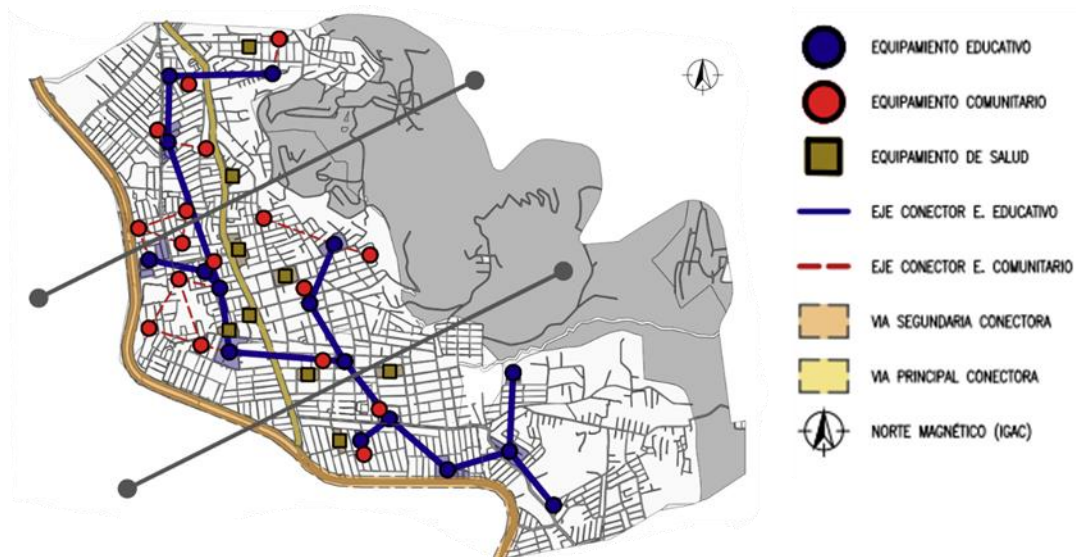 EQUIPAMIENTO EDUCATIVO
EQUIPAMIENTO COMUNITARIO
EQUIPAMIENTO DE SALUD
EJE CONECTOR E. EDUCATIVO
EJE CONECTOR E. COMUNITARIO
VIA SEGUNDARIA CONECTORA
VIA PRINCIPAL CONECTORA
NORTE MAGNÉTICO (IGAC)